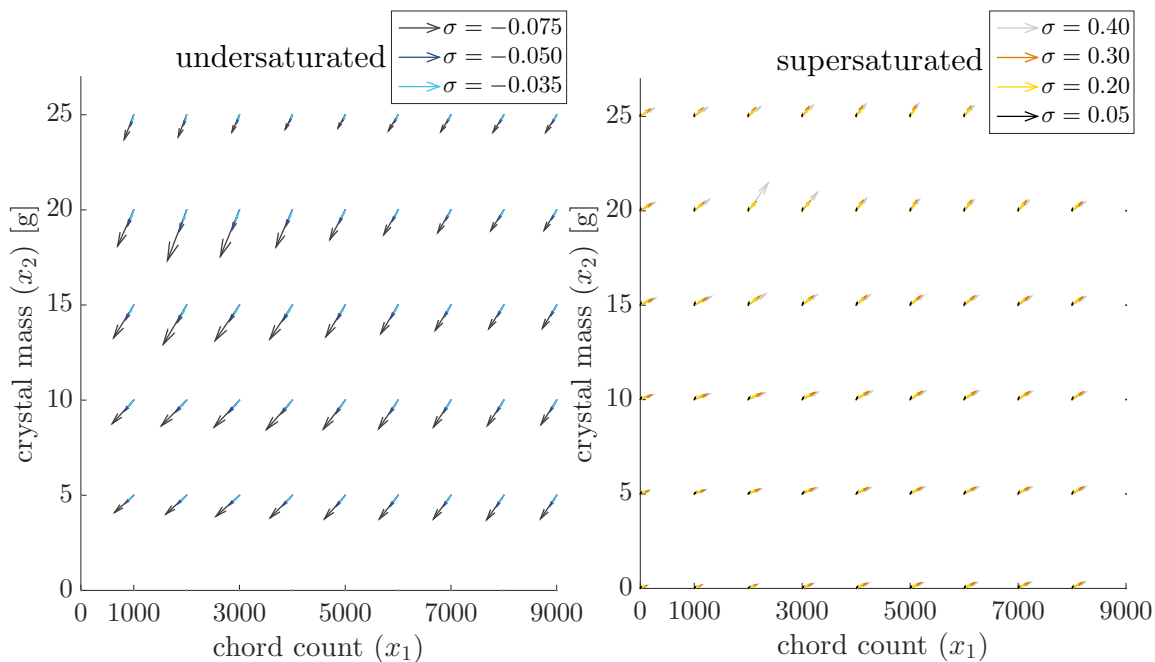 undersaturated
σ = −0.075
σ = −0.050
σ = −0.035
25
20
15
10
5
0
crystal mass (x₂) [g]
0 1000 3000 5000 7000 9000
chord count (x₁)
supersaturated
σ = 0.40
σ = 0.30
σ = 0.20
σ = 0.05
25
20
15
10
5
0
crystal mass (x₂) [g]
0 1000 3000 5000 7000 9000
chord count (x₁)